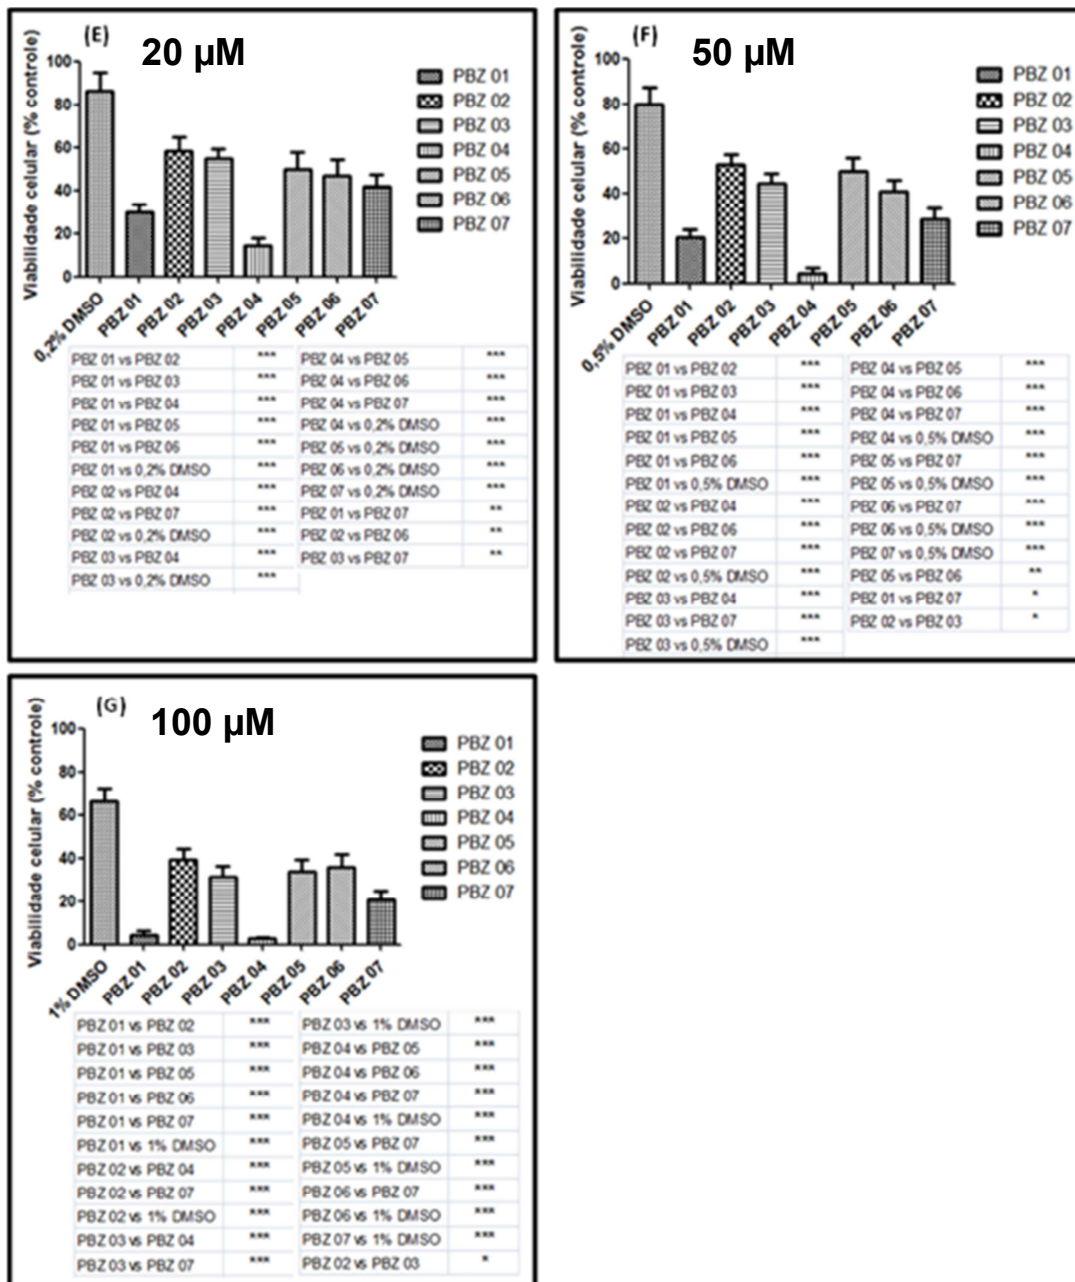 (E) 20 µM
Viabilidade celular (% controle)
100
80
60
40
20
0
0,2% DMSO
PBZ 01
PBZ 02
PBZ 03
PBZ 04
PBZ 05
PBZ 06
PBZ 07
PBZ 01
PBZ 02
PBZ 03
PBZ 04
PBZ 05
PBZ 06
PBZ 07
PBZ 01 vs PBZ 02 *** PBZ 04 vs PBZ 05 ***
PBZ 01 vs PBZ 03 *** PBZ 04 vs PBZ 06 ***
PBZ 01 vs PBZ 04 *** PBZ 04 vs PBZ 07 ***
PBZ 01 vs PBZ 05 *** PBZ 04 vs 0,2% DMSO ***
PBZ 01 vs PBZ 06 *** PBZ 05 vs 0,2% DMSO ***
PBZ 01 vs 0,2% DMSO *** PBZ 06 vs 0,2% DMSO ***
PBZ 02 vs PBZ 04 *** PBZ 07 vs 0,2% DMSO ***
PBZ 02 vs PBZ 07 *** PBZ 01 vs PBZ 07 **
PBZ 02 vs 0,2% DMSO *** PBZ 02 vs PBZ 06 **
PBZ 03 vs PBZ 04 *** PBZ 03 vs PBZ 07 **
PBZ 03 vs 0,2% DMSO ***
(F) 50 µM
Viabilidade celular (% controle)
100
80
60
40
20
0
0,5% DMSO
PBZ 01
PBZ 02
PBZ 03
PBZ 04
PBZ 05
PBZ 06
PBZ 07
PBZ 01
PBZ 02
PBZ 03
PBZ 04
PBZ 05
PBZ 06
PBZ 07
PBZ 01 vs PBZ 02 *** PBZ 04 vs PBZ 05 ***
PBZ 01 vs PBZ 03 *** PBZ 04 vs PBZ 06 ***
PBZ 01 vs PBZ 04 *** PBZ 04 vs PBZ 07 ***
PBZ 01 vs PBZ 05 *** PBZ 04 vs 0,5% DMSO ***
PBZ 01 vs PBZ 06 *** PBZ 05 vs PBZ 07 ***
PBZ 01 vs 0,5% DMSO *** PBZ 05 vs 0,5% DMSO ***
PBZ 02 vs PBZ 04 *** PBZ 06 vs PBZ 07 ***
PBZ 02 vs PBZ 06 *** PBZ 06 vs 0,5% DMSO ***
PBZ 02 vs PBZ 07 *** PBZ 07 vs 0,5% DMSO ***
PBZ 02 vs 0,5% DMSO *** PBZ 05 vs PBZ 06 **
PBZ 03 vs PBZ 04 *** PBZ 01 vs PBZ 07 *
PBZ 03 vs PBZ 07 *** PBZ 02 vs PBZ 03 *
PBZ 03 vs 0,5% DMSO ***
(G) 100 µM
Viabilidade celular (% controle)
100
80
60
40
20
0
1% DMSO
PBZ 01
PBZ 02
PBZ 03
PBZ 04
PBZ 05
PBZ 06
PBZ 07
PBZ 01
PBZ 02
PBZ 03
PBZ 04
PBZ 05
PBZ 06
PBZ 07
PBZ 01 vs PBZ 02 *** PBZ 03 vs 1% DMSO ***
PBZ 01 vs PBZ 03 *** PBZ 04 vs PBZ 05 ***
PBZ 01 vs PBZ 05 *** PBZ 04 vs PBZ 06 ***
PBZ 01 vs PBZ 06 *** PBZ 04 vs PBZ 07 ***
PBZ 01 vs PBZ 07 *** PBZ 04 vs 1% DMSO ***
PBZ 01 vs 1% DMSO *** PBZ 05 vs PBZ 07 ***
PBZ 02 vs PBZ 04 *** PBZ 05 vs 1% DMSO ***
PBZ 02 vs PBZ 07 *** PBZ 06 vs PBZ 07 ***
PBZ 02 vs 1% DMSO *** PBZ 06 vs 1% DMSO ***
PBZ 03 vs PBZ 04 *** PBZ 07 vs 1% DMSO ***
PBZ 03 vs PBZ 07 *** PBZ 02 vs PBZ 03 *